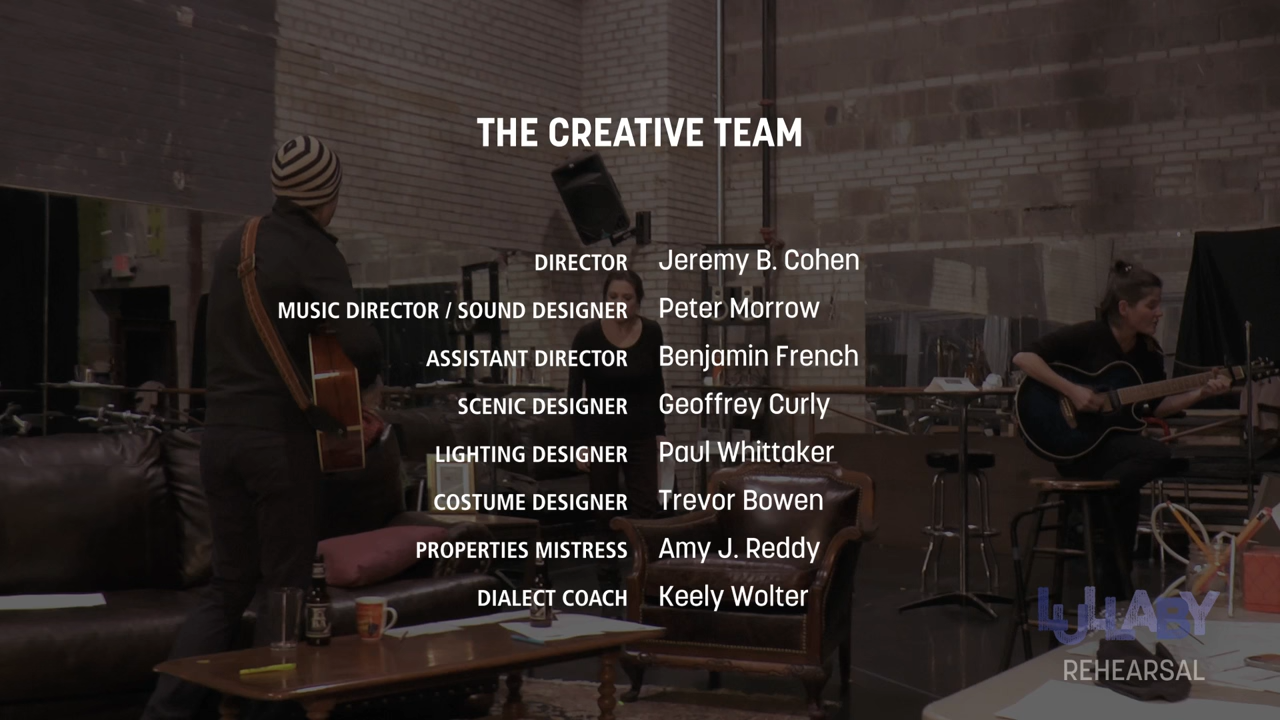 THE CREATIVE TEAM
DIRECTOR Jeremy B. Cohen
MUSIC DIRECTOR / SOUND DESIGNER Peter Morrow
ASSISTANT DIRECTOR Benjamin French
SCENIC DESIGNER Geoffrey Curly
LIGHTING DESIGNER Paul Whittaker
COSTUME DESIGNER Trevor Bowen
PROPERTIES MISTRESS Amy J. Reddy
DIALECT COACH Keely Wolter
LULLABY
REHEARSAL